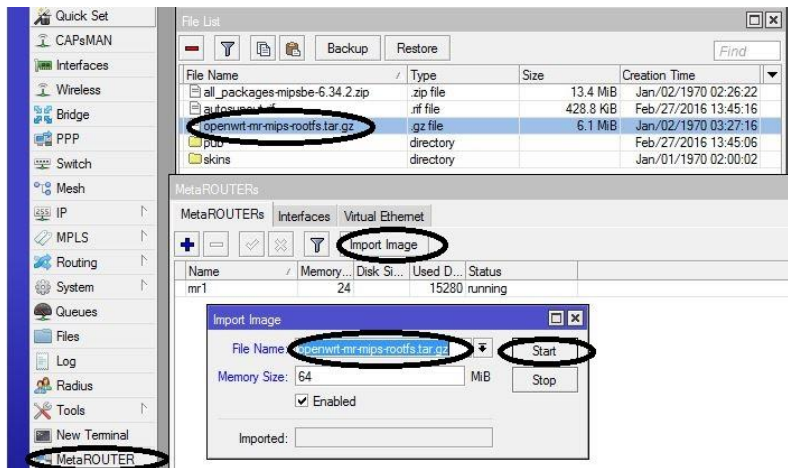 Quick Set
CAPsMAN
Interfaces
Wireless
Bridge
PPP
Switch
Mesh
IP
MPLS
Routing
System
Queues
Files
Log
Radius
Tools
New Terminal
MetaROUTER
File List
Backup Restore Find
File Name / Type Size Creation Time
all_packages-mipsbe-6.34.2.zip .zip file 13.4 MiB Jan/02/1970 02:26:22
autosupout.rif .rif file 428.8 KiB Feb/27/2016 13:45:16
openwrt-mr-mips-rootfs.tar.gz .gz file 6.1 MiB Jan/02/1970 03:27:16
pub directory Feb/27/2016 13:45:06
skins directory Jan/01/1970 02:00:02
MetaROUTERs
MetaROUTERs Interfaces Virtual Ethernet
Import Image
Name / Memory... Disk Si... Used D... Status
mr1 24 15280 running
Import Image
File Name: openwrt-mr-mips-rootfs.tar.gz Start
Memory Size: 64 MiB Stop
Enabled
Imported: